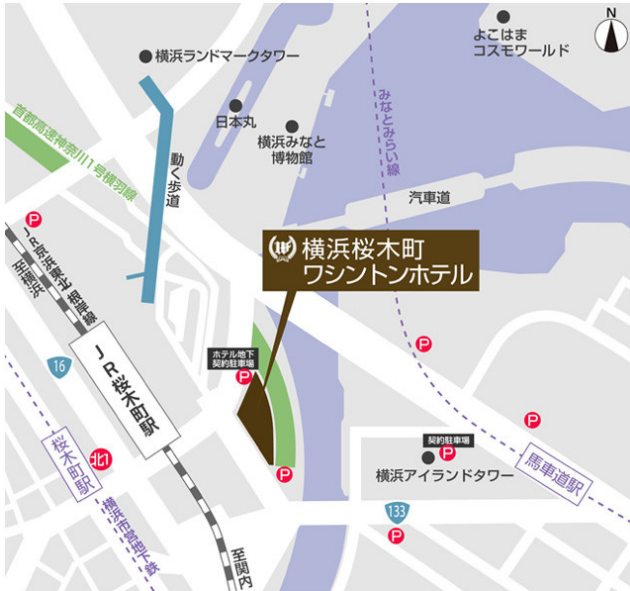 よこはま
コスモワールド
N
横浜ランドマークタワー
日本丸
横浜みなと
博物館
みなとみらい線
首都高速神奈川1号横羽線
動く歩道
汽車道
P
JR京浜東北 根岸線
至横浜
横浜桜木町
ワシントンホテル
16
JR桜木町駅
ホテル地下
契約駐車場
P
P
P
桜木町駅
北1
契約駐車場
P
横浜アイランドタワー
馬車道駅
P
133
P
横浜市営地下鉄
至関内